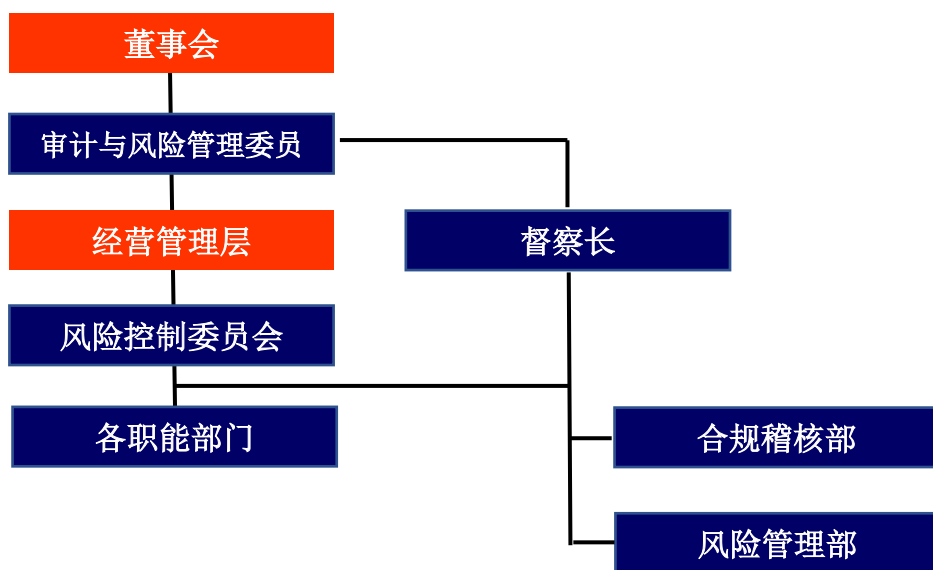 董事会
审计与风险管理委员
经营管理层
督察长
风险控制委员会
各职能部门
合规稽核部
风险管理部